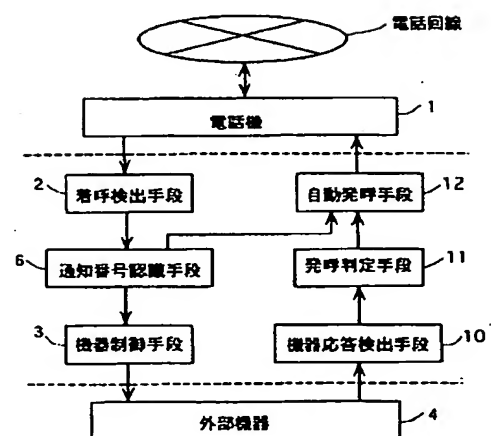 電話回線
1
電話機
2
着呼検出手段
自動発呼手段
12
6
通知番号認識手段
発呼判定手段
11
3
機器制御手段
機器応答検出手段
10
外部機器
4